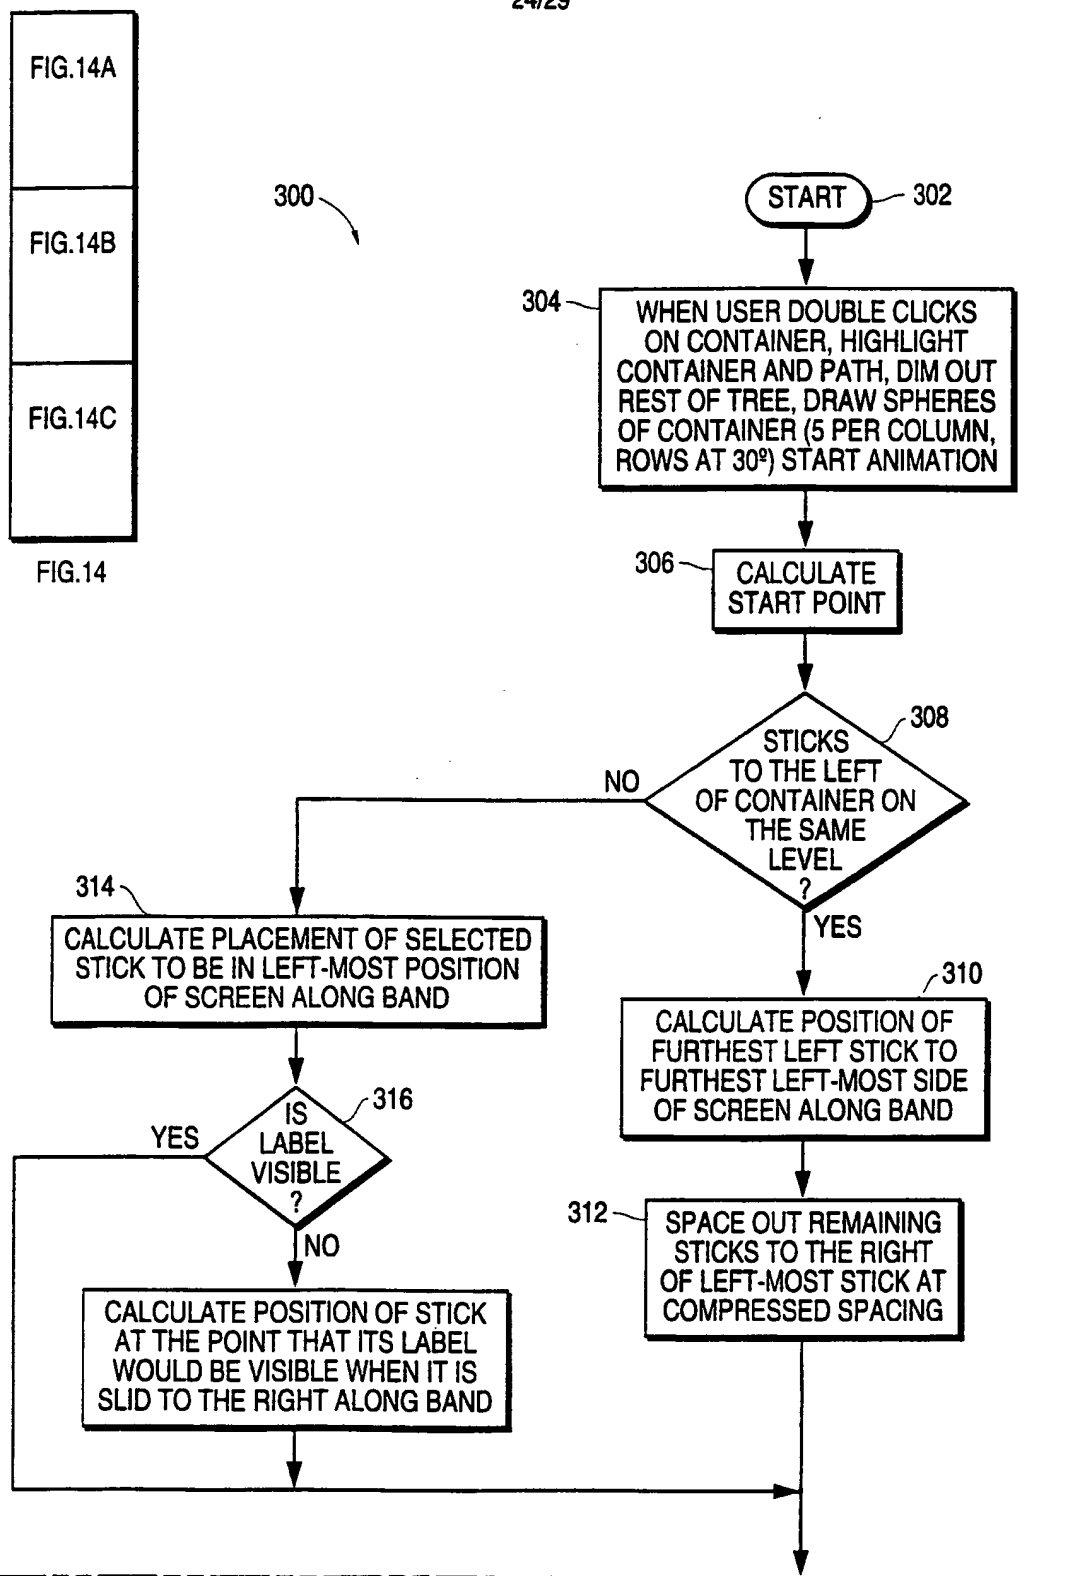 24/29
FIG.14A
FIG.14B
FIG.14C
FIG.14
300
START
302
304
WHEN USER DOUBLE CLICKS
ON CONTAINER, HIGHLIGHT
CONTAINER AND PATH, DIM OUT
REST OF TREE, DRAW SPHERES
OF CONTAINER (5 PER COLUMN,
ROWS AT 30º) START ANIMATION
306
CALCULATE
START POINT
308
STICKS
TO THE LEFT
OF CONTAINER ON
THE SAME
LEVEL
?
NO
YES
314
CALCULATE PLACEMENT OF SELECTED
STICK TO BE IN LEFT-MOST POSITION
OF SCREEN ALONG BAND
310
CALCULATE POSITION OF
FURTHEST LEFT STICK TO
FURTHEST LEFT-MOST SIDE
OF SCREEN ALONG BAND
316
IS
LABEL
VISIBLE
?
YES
NO
312
SPACE OUT REMAINING
STICKS TO THE RIGHT
OF LEFT-MOST STICK AT
COMPRESSED SPACING
CALCULATE POSITION OF STICK
AT THE POINT THAT ITS LABEL
WOULD BE VISIBLE WHEN IT IS
SLID TO THE RIGHT ALONG BAND